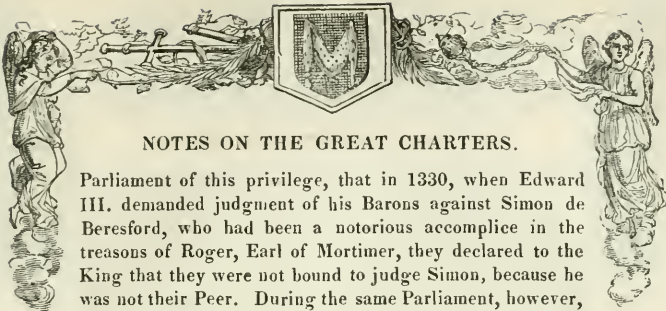 NOTES ON THE GREAT CHARTERS.
Parliament of this privilege, that in 1330, when Edward
III. demanded judgment of his Barons against Simon de
Beresford, who had been a notorious accomplice in the
treasons of Roger, Earl of Mortimer, they declared to the
King that they were not bound to judge Simon, because he
was not their Peer. During the same Parliament, however,